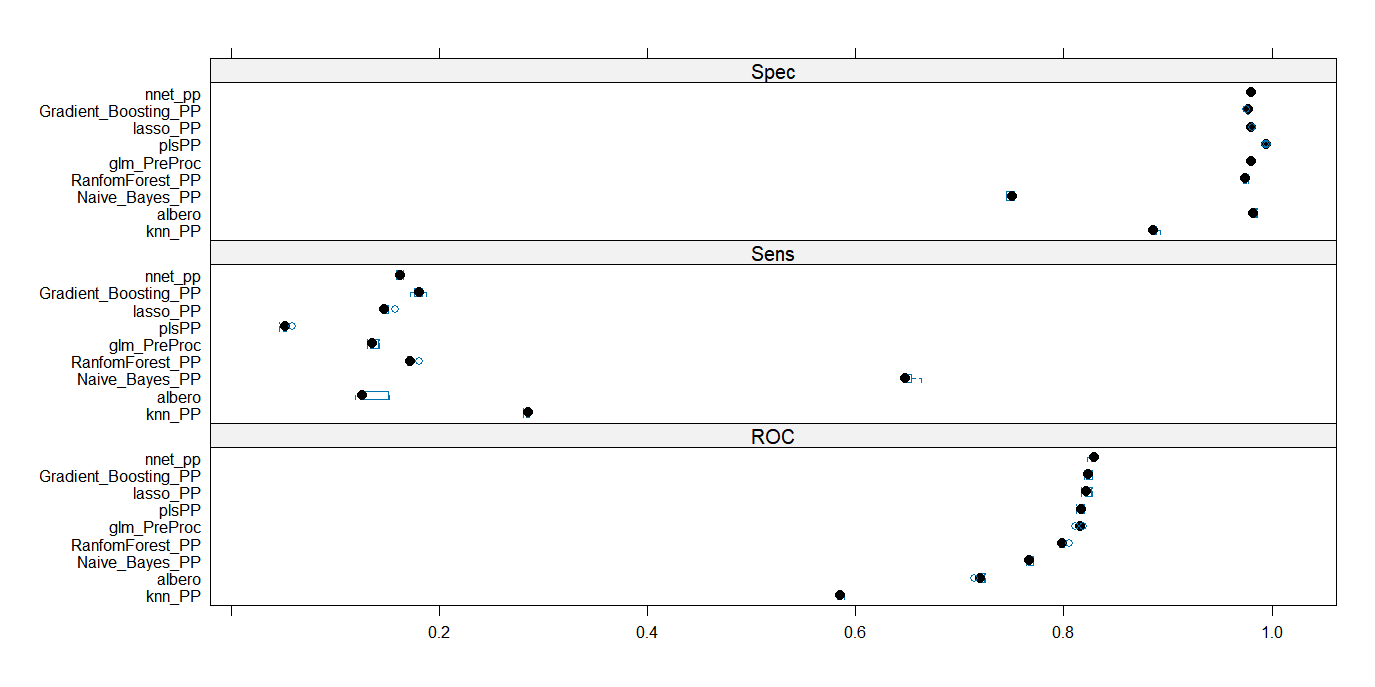 Spec
nnet_pp
Gradient_Boosting_PP
lasso_PP
plsPP
glm_PreProc
RanfomForest_PP
Naive_Bayes_PP
albero
knn_PP
Sens
nnet_pp
Gradient_Boosting_PP
lasso_PP
plsPP
glm_PreProc
RanfomForest_PP
Naive_Bayes_PP
albero
knn_PP
ROC
nnet_pp
Gradient_Boosting_PP
lasso_PP
plsPP
glm_PreProc
RanfomForest_PP
Naive_Bayes_PP
albero
knn_PP
0.2 0.4 0.6 0.8 1.0